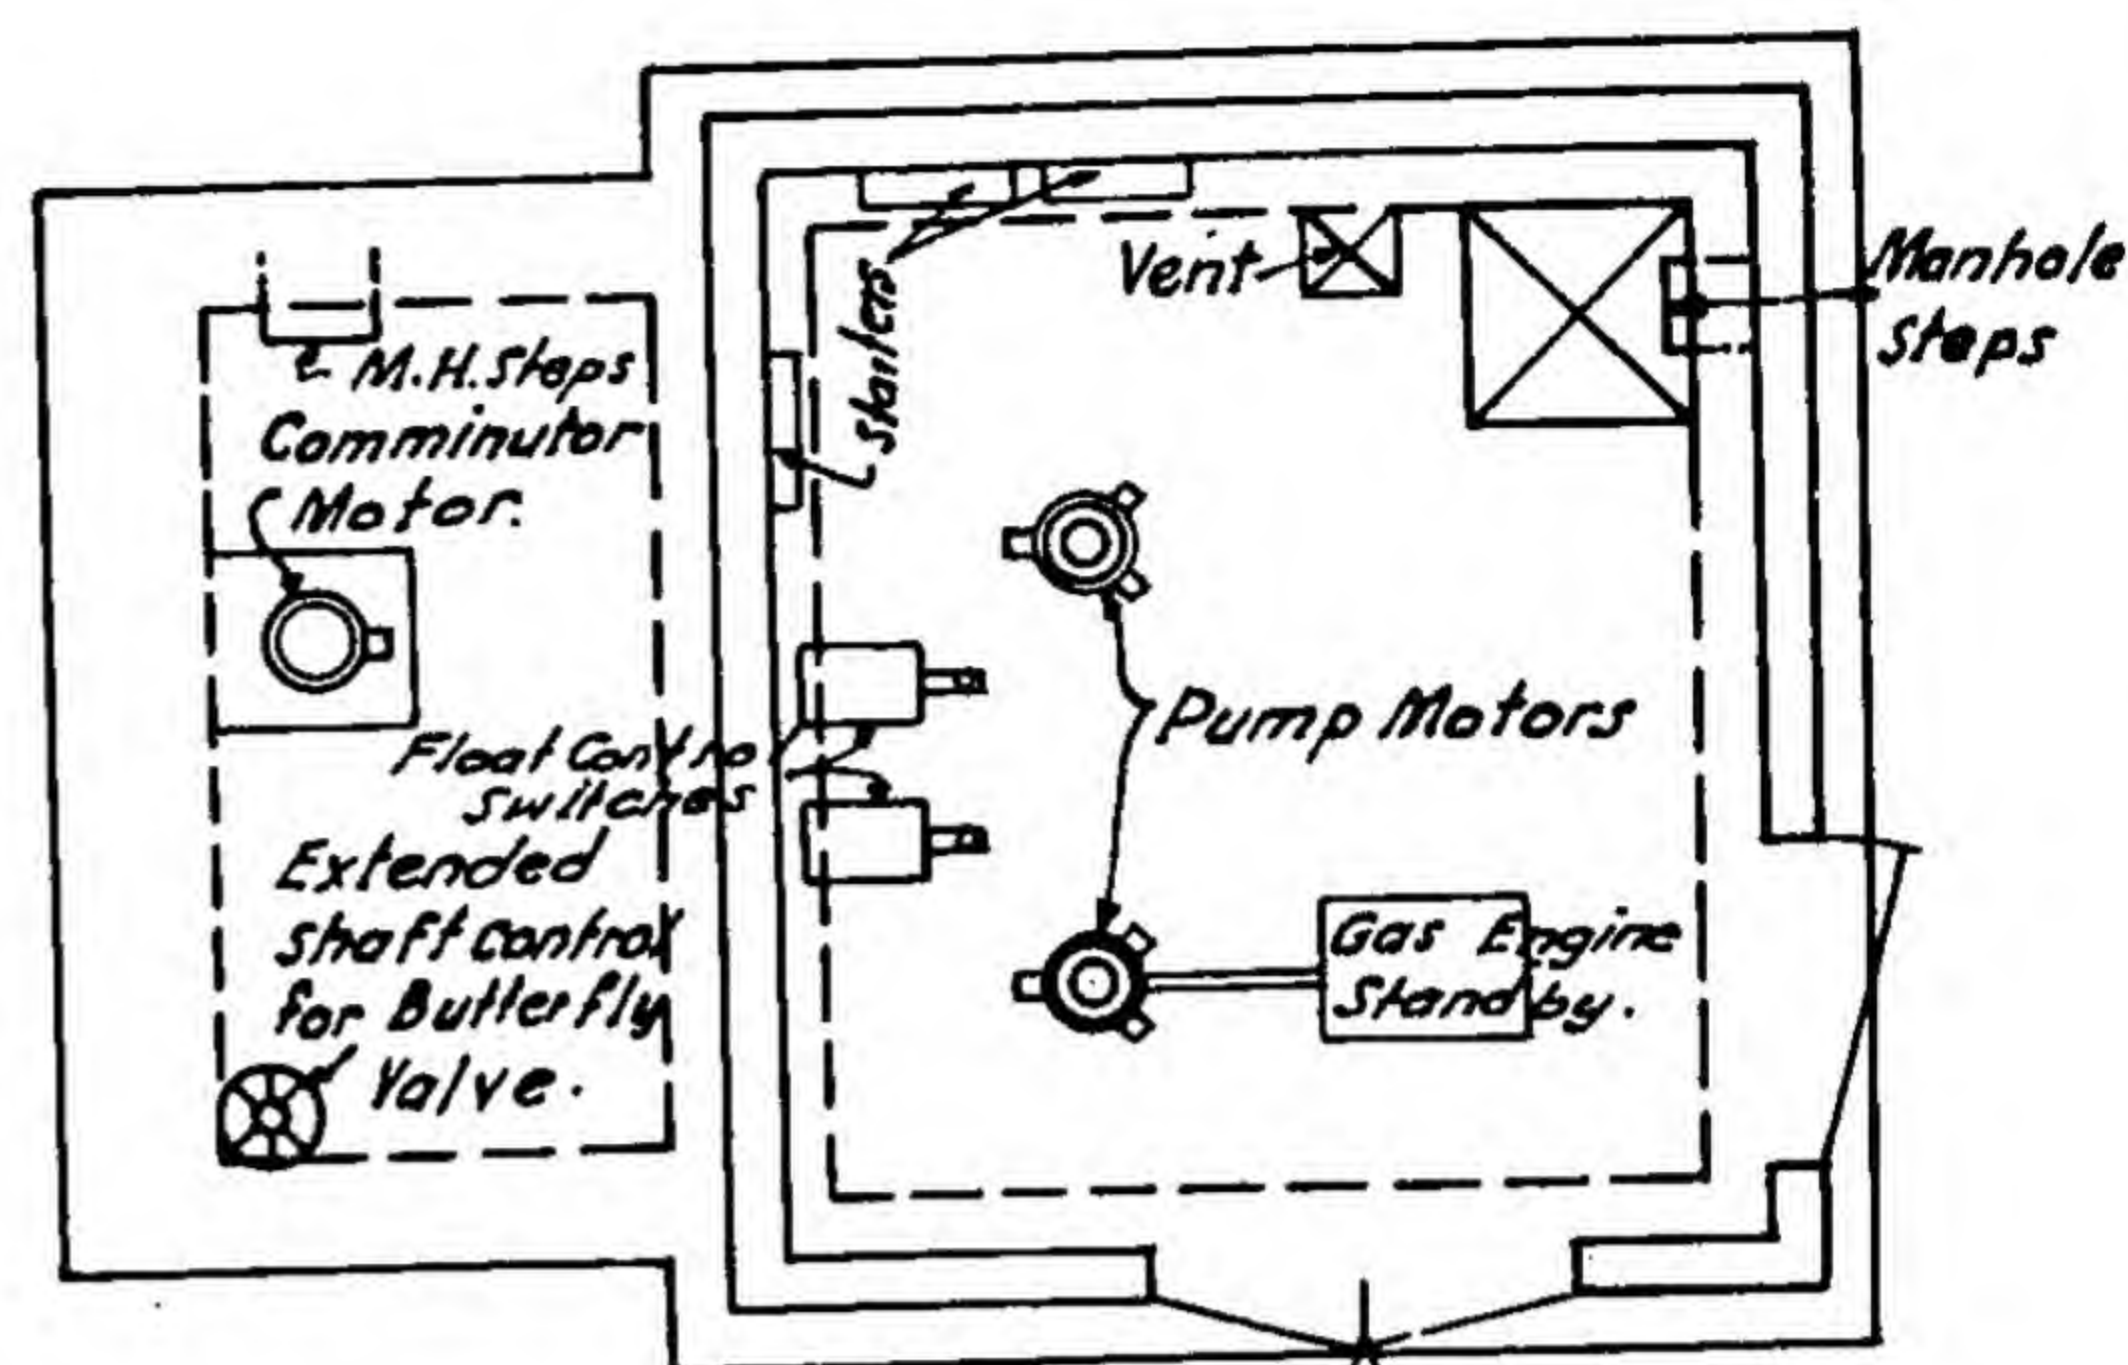 Vent
Manhole
Steps
Starters
M.H. Steps
Comminutor
Motor.
Float Contro
Switches
Pump Motors
Extended
Shaft Control
for Butterfly
Valve.
Gas Engine
Stand by.